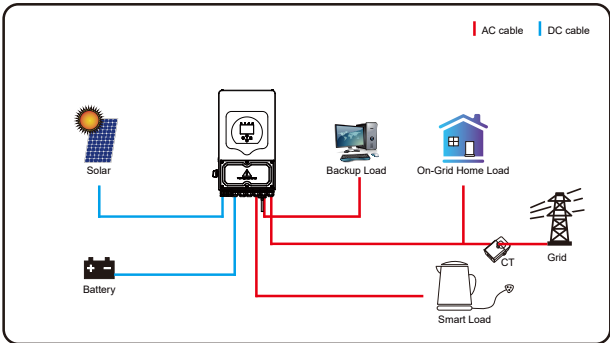 AC cable
DC cable
Solar
Backup Load
On-Grid Home Load
Grid
CT
Battery
Smart Load